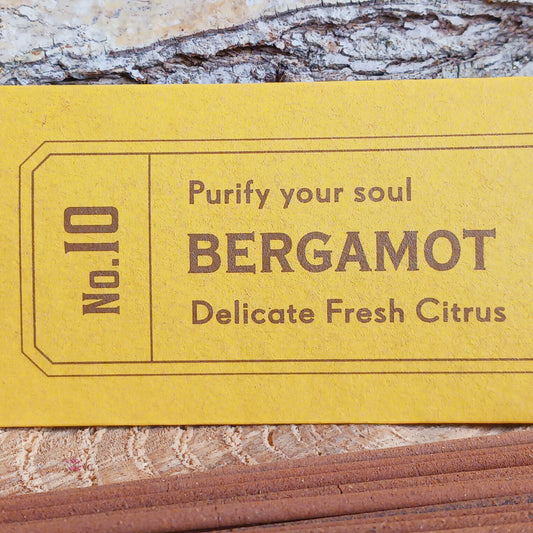 No.10
Purify your soul
BERGAMOT
Delicate Fresh Citrus